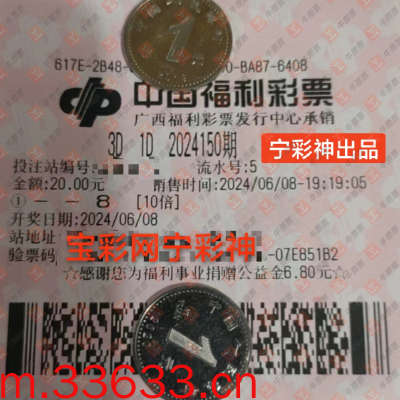 617E-2B48- 0-BA87-6408
中国福利彩票
广西福利彩票发行中心承销
3D 1D 2024150期
宁彩神出品
投注站编号: 流水号:5
金额:20.00元 销售时间:2024/06/08-19:19:05
① - - 8 [10倍]
开奖日期:2024/06/08
站地址:
宝彩网宁彩神
验票码 -07E851B2
☆感谢您为福利事业捐赠公益金6.80元☆
m.33633.cn